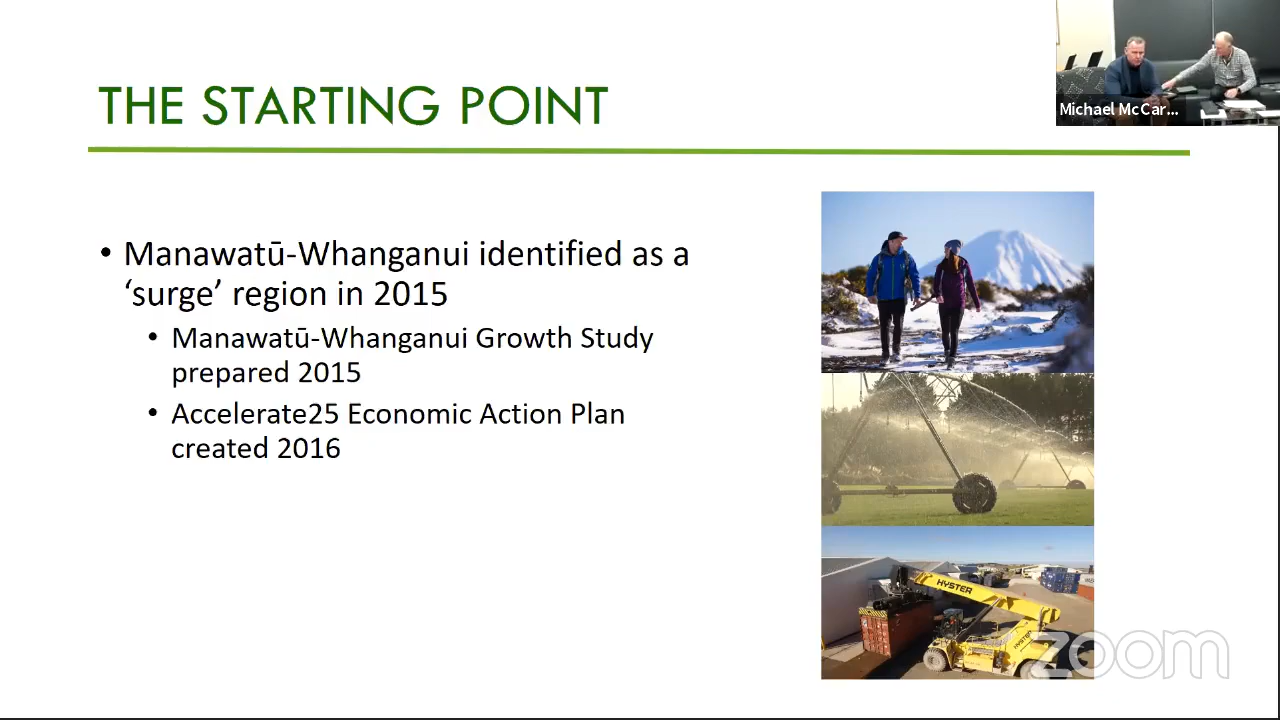 THE STARTING POINT
Michael McCar...
• Manawatū-Whanganui identified as a
‘surge’ region in 2015
• Manawatū-Whanganui Growth Study
prepared 2015
• Accelerate25 Economic Action Plan
created 2016
HYSTER
HYSTER
zoom